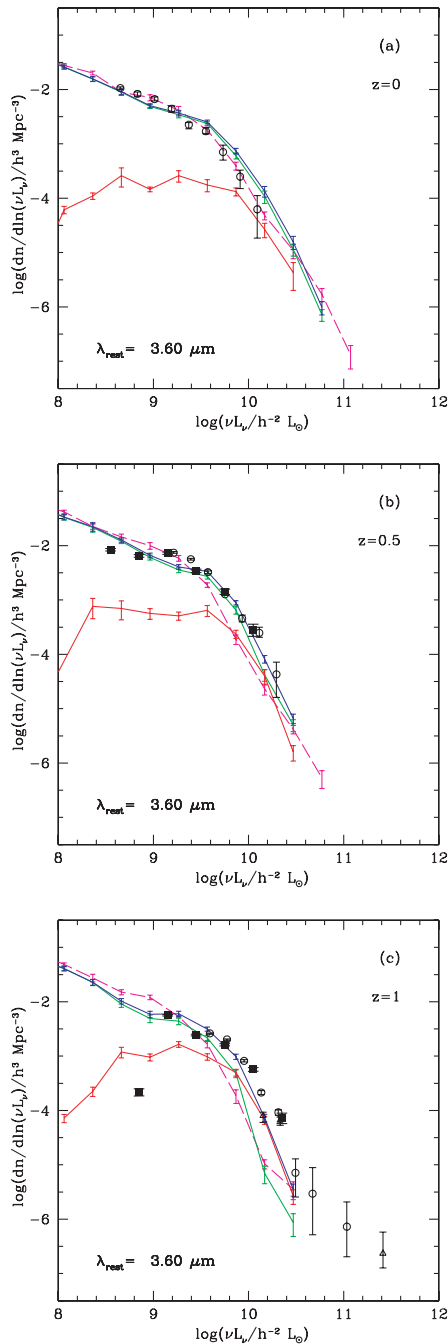 (a)
z=0
log(dn/dln(νLν)/h³ Mpc⁻³)
-2
-4
-6
λrest= 3.60 μm
8 9 10 11 12
log(νLν/h⁻² L⊙)
(b)
z=0.5
log(dn/dln(νLν)/h³ Mpc⁻³)
-2
-4
-6
λrest= 3.60 μm
8 9 10 11 12
log(νLν/h⁻² L⊙)
(c)
z=1
log(dn/dln(νLν)/h³ Mpc⁻³)
-2
-4
-6
λrest= 3.60 μm
8 9 10 11 12
log(νLν/h⁻² L⊙)